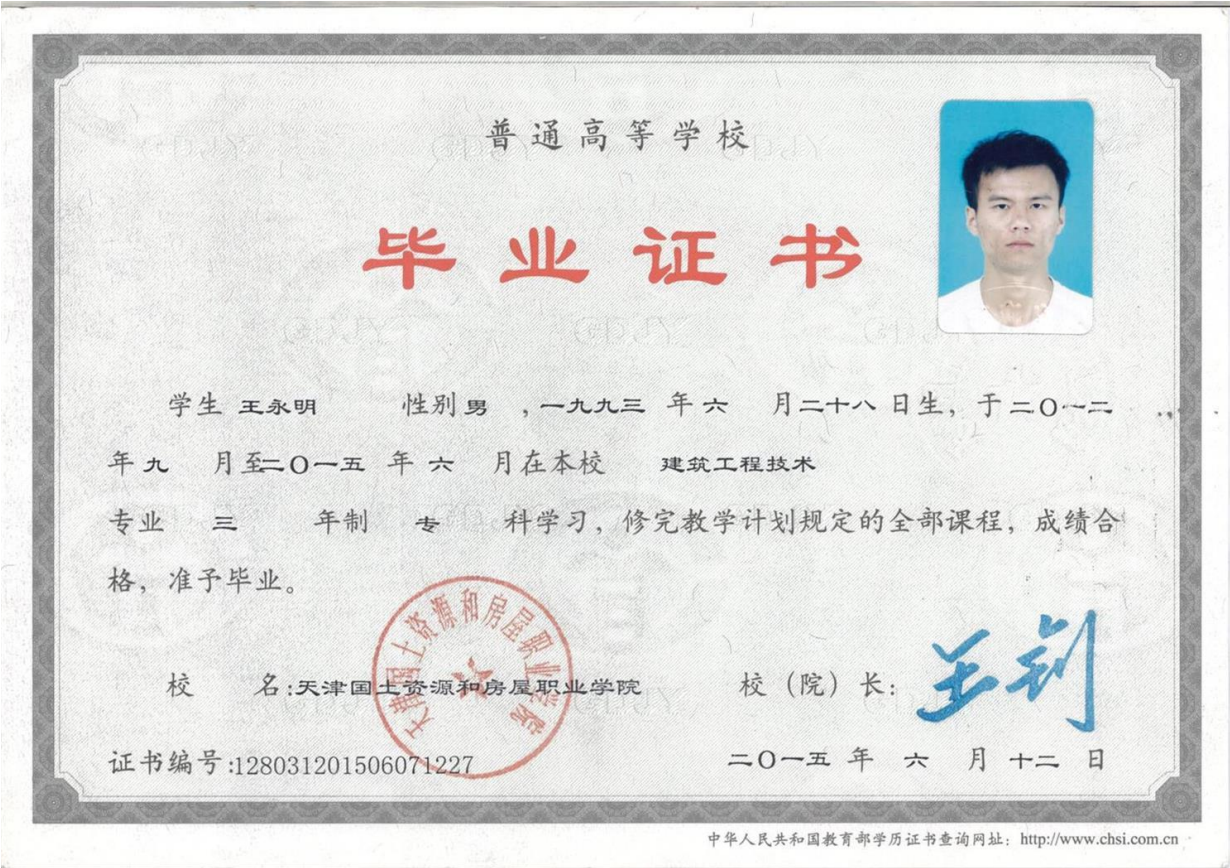 普通高等学校
毕业证书
学生 王永明 性别 男 ,一九九三 年 六 月二十八 日生，于二O一二
年 九 月至二O一五 年 六 月在本校 建筑工程技术
专业 三 年制 专 科学习，修完教学计划规定的全部课程，成绩合
格，准予毕业。
天津国土资源和房屋职业学院
校 名:天津国土资源和房屋职业学院 校（院）长: 王钊
证书编号:128031201506071227 二O一五 年 六 月 十二 日
中华人民共和国教育部学历证书查询网址：http://www.chsi.com.cn